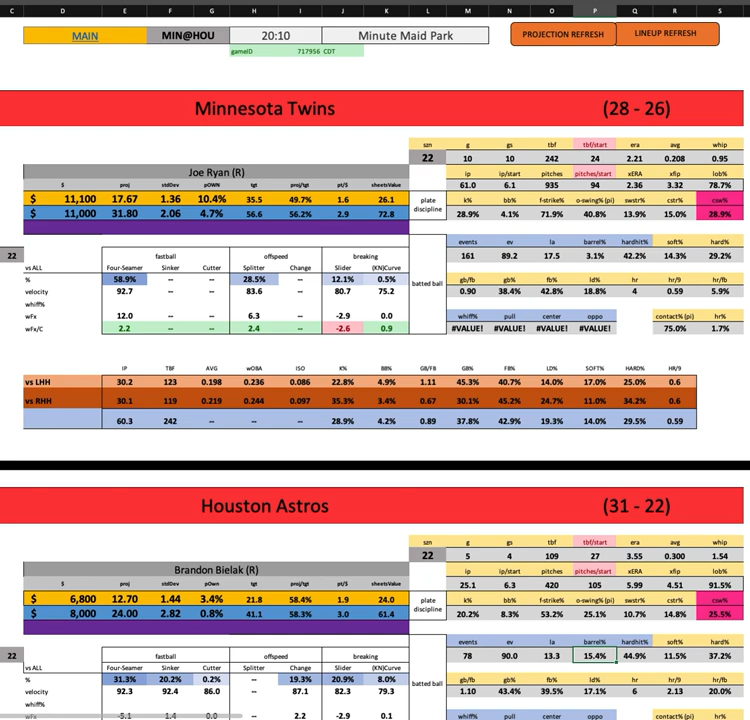 C D E F G H I J K L M N O P Q R S
MAIN MIN@HOU 20:10 Minute Maid Park PROJECTION REFRESH LINEUP REFRESH
gameID 717956 CDT
Minnesota Twins (28 - 26)
szn g gs tbf tbf/start era avg whip
22 10 10 242 24 2.21 0.208 0.95
Joe Ryan (R) ip ip/start pitches pitches/start xERA xfip lob%
$ proj stdDev pOWN tgt proj/tgt pt/$ sheetsValue 61.0 6.1 935 94 2.36 3.32 78.7%
$ 11,100 17.67 1.36 10.4% 35.5 49.7% 1.6 26.1 plate discipline k% bb% f-strike% o-swing% (pi) swstr% cstr% csw%
$ 11,000 31.80 2.06 4.7% 56.6 56.2% 2.9 72.8 28.9% 4.1% 71.9% 40.8% 13.9% 15.0% 28.9%
events ev la barrel% hardhit% soft% hard%
22 fastball offspeed breaking 161 89.2 17.5 3.1% 42.2% 14.3% 29.2%
vs ALL Four-Seamer Sinker Cutter Splitter Change Slider (KN)Curve batted ball
% 58.9% -- -- 28.5% -- 12.1% 0.5% gb/fb gb% fb% ld% hr hr/9 hr/fb
velocity 92.7 -- -- 83.6 -- 80.7 75.2 0.90 38.4% 42.8% 18.8% 4 0.59 5.9%
whiff%
wFx 12.0 -- -- 6.3 -- -2.9 0.0 whiff% pull center oppo contact% (pi) hr%
wFx/C 2.2 -- -- 2.4 -- -2.6 0.9 #VALUE! #VALUE! #VALUE! #VALUE! 75.0% 1.7%
IP TBF AVG wOBA ISO K% BB% GB/FB GB% FB% LD% SOFT% HARD% HR/9
vs LHH 30.2 123 0.198 0.236 0.086 22.8% 4.9% 1.11 45.3% 40.7% 14.0% 17.0% 25.0% 0.6
vs RHH 30.1 119 0.219 0.244 0.097 35.3% 3.4% 0.67 30.1% 45.2% 24.7% 11.0% 34.2% 0.6
60.3 242 -- -- -- 28.9% 4.2% 0.89 37.8% 42.9% 19.3% 14.0% 29.5% 0.59
Houston Astros (31 - 22)
szn g gs tbf tbf/start era avg whip
22 5 4 109 27 3.55 0.300 1.54
Brandon Bielak (R) ip ip/start pitches pitches/start xERA xfip lob%
$ proj stdDev pOwn tgt proj/tgt pt/$ sheetsValue 25.1 6.3 420 105 5.99 4.51 91.5%
$ 6,800 12.70 1.44 3.4% 21.8 58.4% 1.9 24.0 plate discipline k% bb% f-strike% o-swing% (pi) swstr% cstr% csw%
$ 8,000 24.00 2.82 0.8% 41.1 58.3% 3.0 61.4 20.2% 8.3% 53.2% 25.1% 10.7% 14.8% 25.5%
events ev la barrel% hardhit% soft% hard%
22 fastball offspeed breaking 78 90.0 13.3 15.4% 44.9% 11.5% 37.2%
vs ALL Four-Seamer Sinker Cutter Splitter Change Slider (KN)Curve batted ball
% 31.3% 20.2% 0.2% -- 19.3% 20.9% 8.0% gb/fb gb% fb% ld% hr hr/9 hr/fb
velocity 92.3 92.4 86.0 -- 87.1 82.3 79.3 1.10 43.4% 39.5% 17.1% 6 2.13 20.0%
whiff%
wFx -5.1 1.4 0.0 2.2 -2.9 0.1 whiff% pull center oppo contact% (pi) hr%